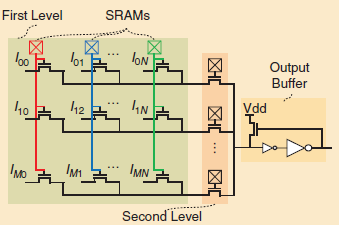 First Level SRAMs
I00 I01 ... I0N
Output
Buffer
I10 I12 ... I1N
Vdd
IM0 IM1 ... IMN
Second Level